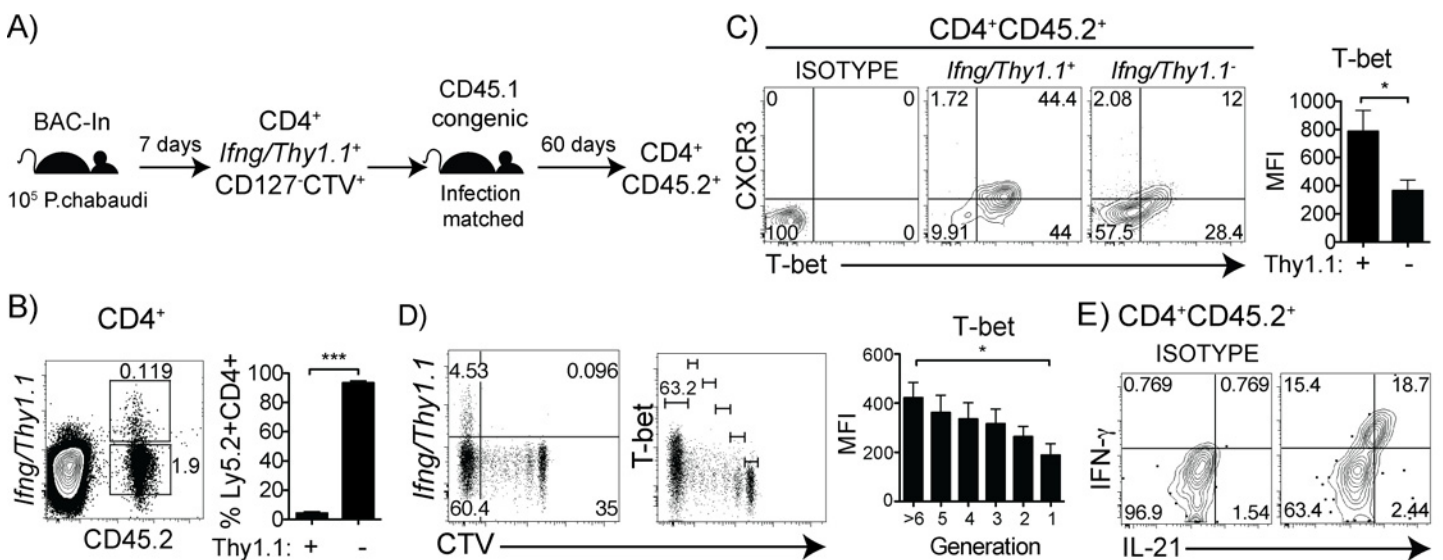 A)
BAC-In
10⁵ P.chabaudi
7 days
CD4⁺
Ifng/Thy1.1⁺
CD127⁻CTV⁺
CD45.1
congenic
Infection
matched
60 days
CD4⁺
CD45.2⁺
B)
CD4⁺
Ifng/Thy1.1
0.119
1.9
CD45.2
% Ly5.2+CD4+
100
80
60
40
20
0
***
Thy1.1: + -
C)
CD4⁺CD45.2⁺
ISOTYPE
Ifng/Thy1.1⁺
Ifng/Thy1.1⁻
CXCR3
0 0
100 0
1.72 44.4
9.91 44
2.08 12
57.5 28.4
T-bet
T-bet
*
MFI
1000
800
600
400
200
0
Thy1.1: + -
D)
Ifng/Thy1.1
4.53 0.096
60.4 35
T-bet
63.2
CTV
T-bet
*
MFI
600
400
200
0
>6 5 4 3 2 1
Generation
E) CD4⁺CD45.2⁺
ISOTYPE
IFN-γ
0.769 0.769
96.9 1.54
15.4 18.7
63.4 2.44
IL-21